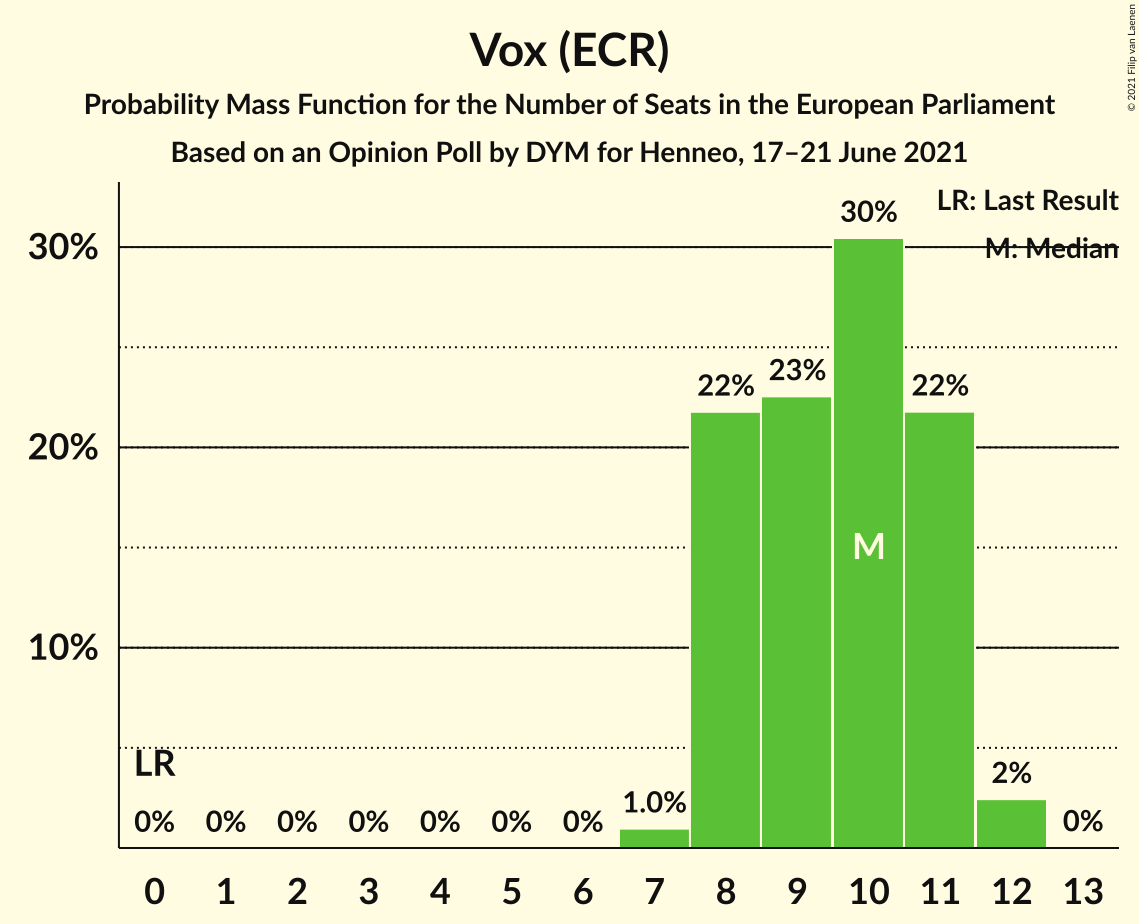 © 2021 Filip van Laenen
Vox (ECR)
Probability Mass Function for the Number of Seats in the European Parliament
Based on an Opinion Poll by DYM for Henneo, 17–21 June 2021
LR: Last Result
M: Median
30%
20%
10%
30%
23%
22%
22%
M
LR
2%
1.0%
0% 0% 0% 0% 0% 0% 0% 0%
0 1 2 3 4 5 6 7 8 9 10 11 12 13